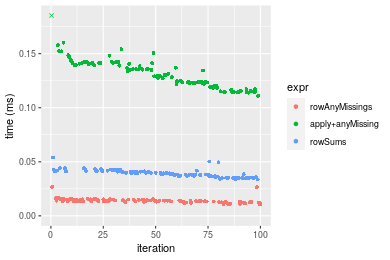 0.15
0.10
0.05
0.00
time (ms)
0
25
50
75
100
iteration
expr
rowAnyMissings
apply+anyMissing
rowSums